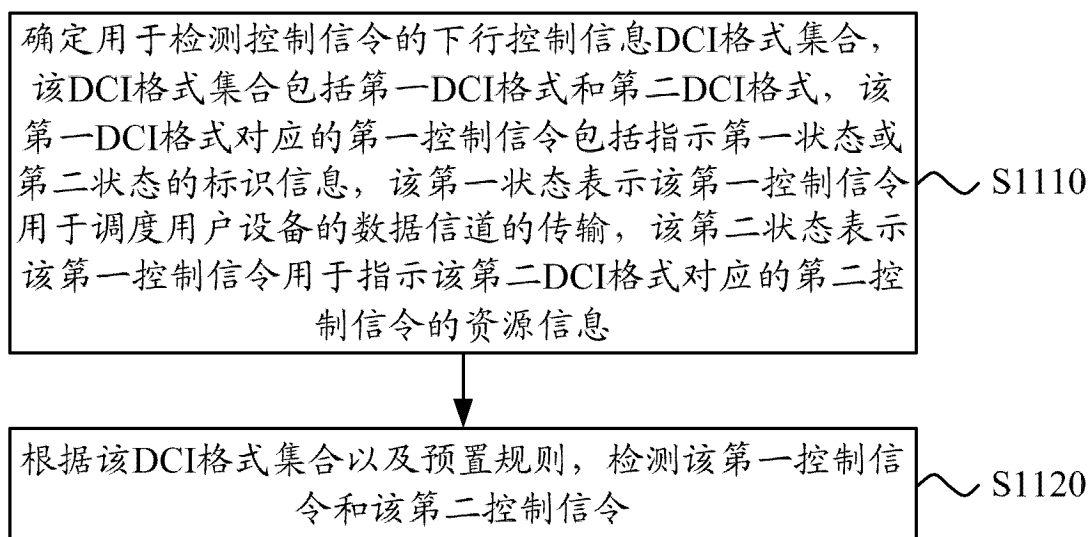 确定用于检测控制信令的下行控制信息DCI格式集合，
该DCI格式集合包括第一DCI格式和第二DCI格式，该
第一DCI格式对应的第一控制信令包括指示第一状态或
第二状态的标识信息，该第一状态表示该第一控制信令
用于调度用户设备的数据信道的传输，该第二状态表示
该第一控制信令用于指示该第二DCI格式对应的第二控
制信令的资源信息
S1110
根据该DCI格式集合以及预置规则，检测该第一控制信
令和该第二控制信令
S1120